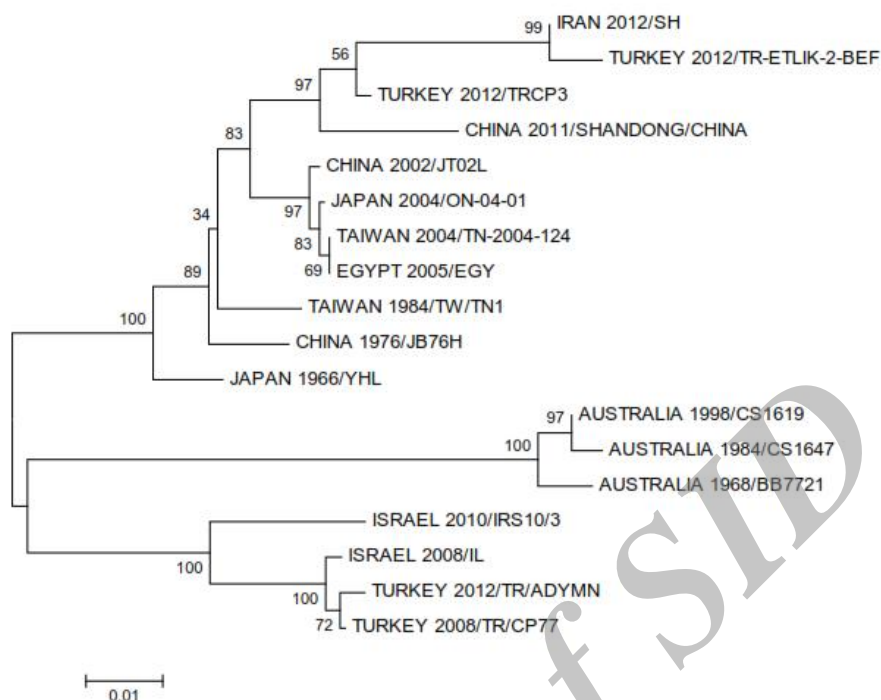 99
IRAN 2012/SH
56
TURKEY 2012/TR-ETLIK-2-BEF
97
TURKEY 2012/TRCP3
CHINA 2011/SHANDONG/CHINA
83
CHINA 2002/JT02L
97
JAPAN 2004/ON-04-01
34
83
TAIWAN 2004/TN-2004-124
69
EGYPT 2005/EGY
89
TAIWAN 1984/TW/TN1
100
CHINA 1976/JB76H
JAPAN 1966/YHL
97
AUSTRALIA 1998/CS1619
100
AUSTRALIA 1984/CS1647
AUSTRALIA 1968/BB7721
ISRAEL 2010/IRS10/3
100
ISRAEL 2008/IL
100
TURKEY 2012/TR/ADYMN
72
TURKEY 2008/TR/CP77
0.01
f SID